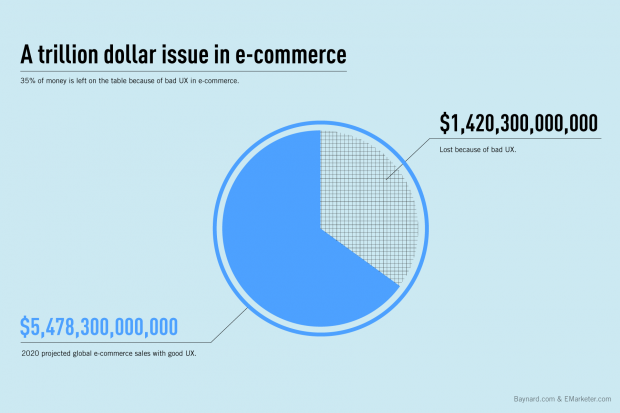 A trillion dollar issue in e-commerce
35% of money is left on the table because of bad UX in e-commerce.
$1,420,300,000,000
Lost because of bad UX.
$5,478,300,000,000
2020 projected global e-commerce sales with good UX.
Baynard.com & EMarketer.com